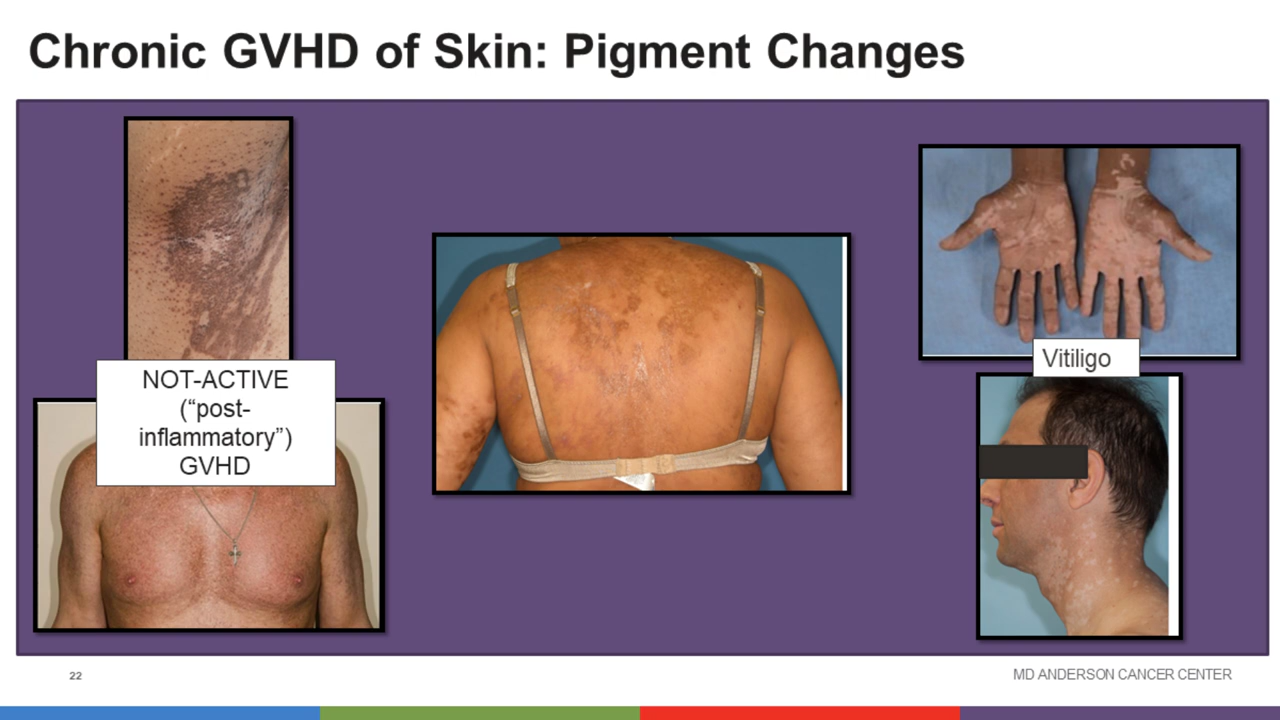 Chronic GVHD of Skin: Pigment Changes
NOT-ACTIVE
(“post-
inflammatory”)
GVHD
Vitiligo
22
MD ANDERSON CANCER CENTER